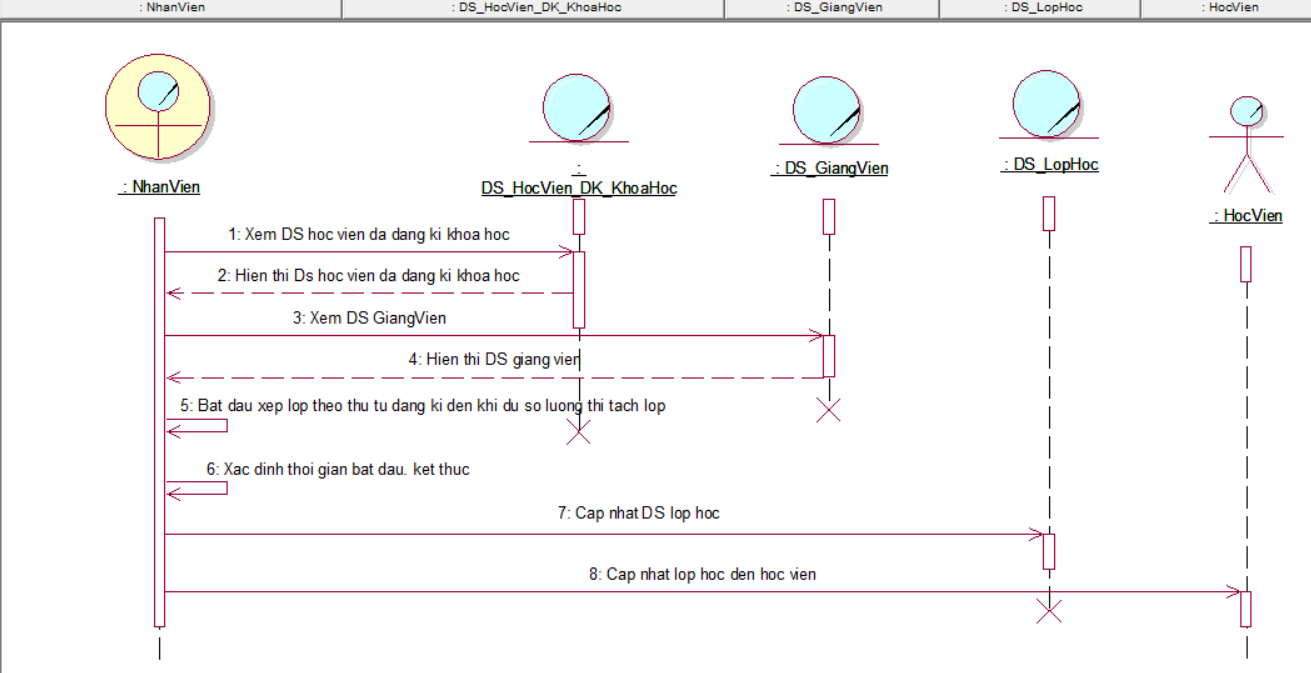 : NhanVien
: DS_HocVien_DK_KhoaHoc
: DS_GiangVien
: DS_LopHoc
: HocVien
: NhanVien
:
DS_HocVien_DK_KhoaHoc
: DS_GiangVien
: DS_LopHoc
: HocVien
1: Xem DS hoc vien da dang ki khoa hoc
2: Hien thi Ds hoc vien da dang ki khoa hoc
3: Xem DS GiangVien
4: Hien thi DS giang vien
5: Bat dau xep lop theo thu tu dang ki den khi du so luong thi tach lop
6: Xac dinh thoi gian bat dau. ket thuc
7: Cap nhat DS lop hoc
8: Cap nhat lop hoc den hoc vien